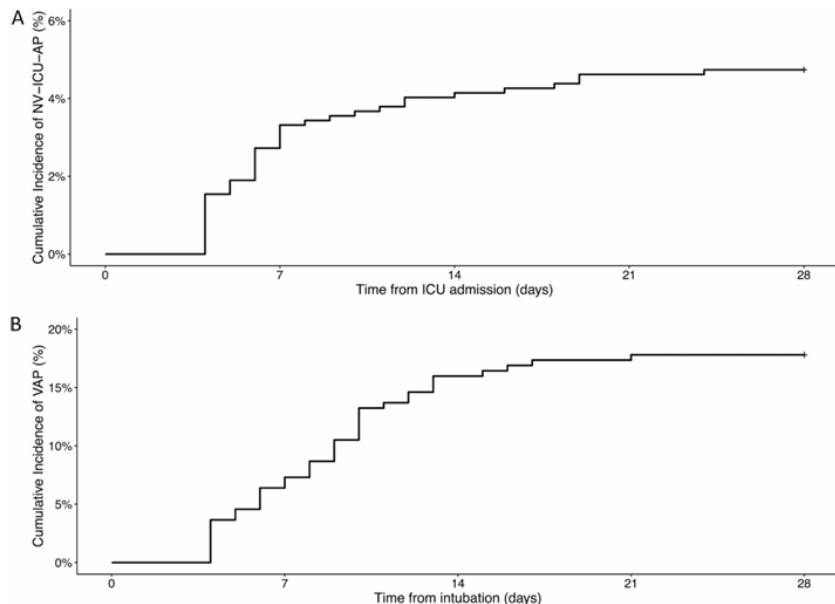 A
Cumulative Incidence of NV-ICU-AP (%)
6%
4%
2%
0%
0 7 14 21 28
Time from ICU admission (days)
B
Cumulative Incidence of VAP (%)
20%
15%
10%
5%
0%
0 7 14 21 28
Time from intubation (days)